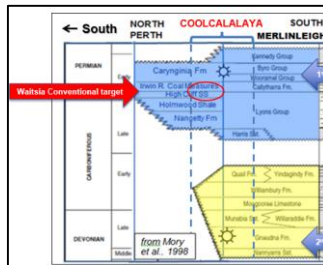 ← South
NORTH PERTH
COOLCALALAYA
SOUTH
MERLINLEIGH
PERMIAN
CARBONIFEROUS
DEVONIAN
Early
Late
Early
Late
Middle
Waitsia Conventional target
Carynginia Fm
Irwin R. Coal Measures
High Cliff SS
Holmwood Shale
Nangetty Fm
Kennedy Group
Byro Group
Wooramel Group
Callytharra Fm.
Lyons Group
Harris Sst.
Quail Fm.
Yindagindy Fm.
Williambury Fm.
Moogooree Limestone
Munabia Sst.
Willaraddie Fm.
Gneudna Fm.
Nannyarra Sst.
from Mory et al., 1998